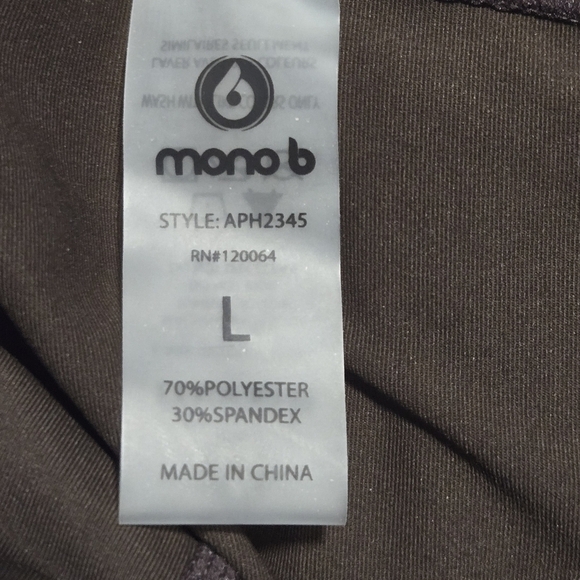 mono b
STYLE: APH2345
RN#120064
L
70%POLYESTER
30%SPANDEX
MADE IN CHINA